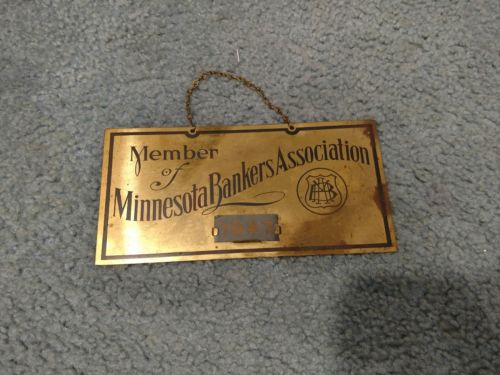 Member
of
Minnesota Bankers Association